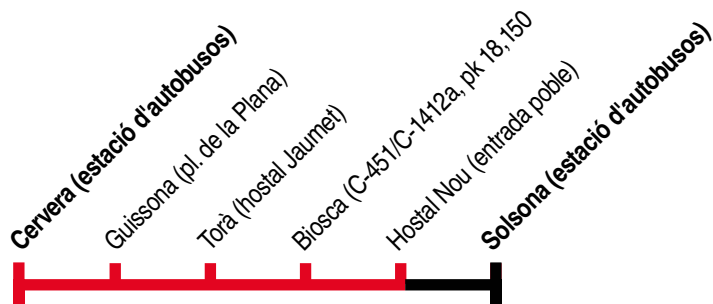 Cervera (estació d'autobusos)
Guissona (pl. de la Plana)
Torà (hostal Jaumet)
Biosca (C-451/C-1412a, pk 18,150
Hostal Nou (entrada poble)
Solsona (estació d'autobusos)